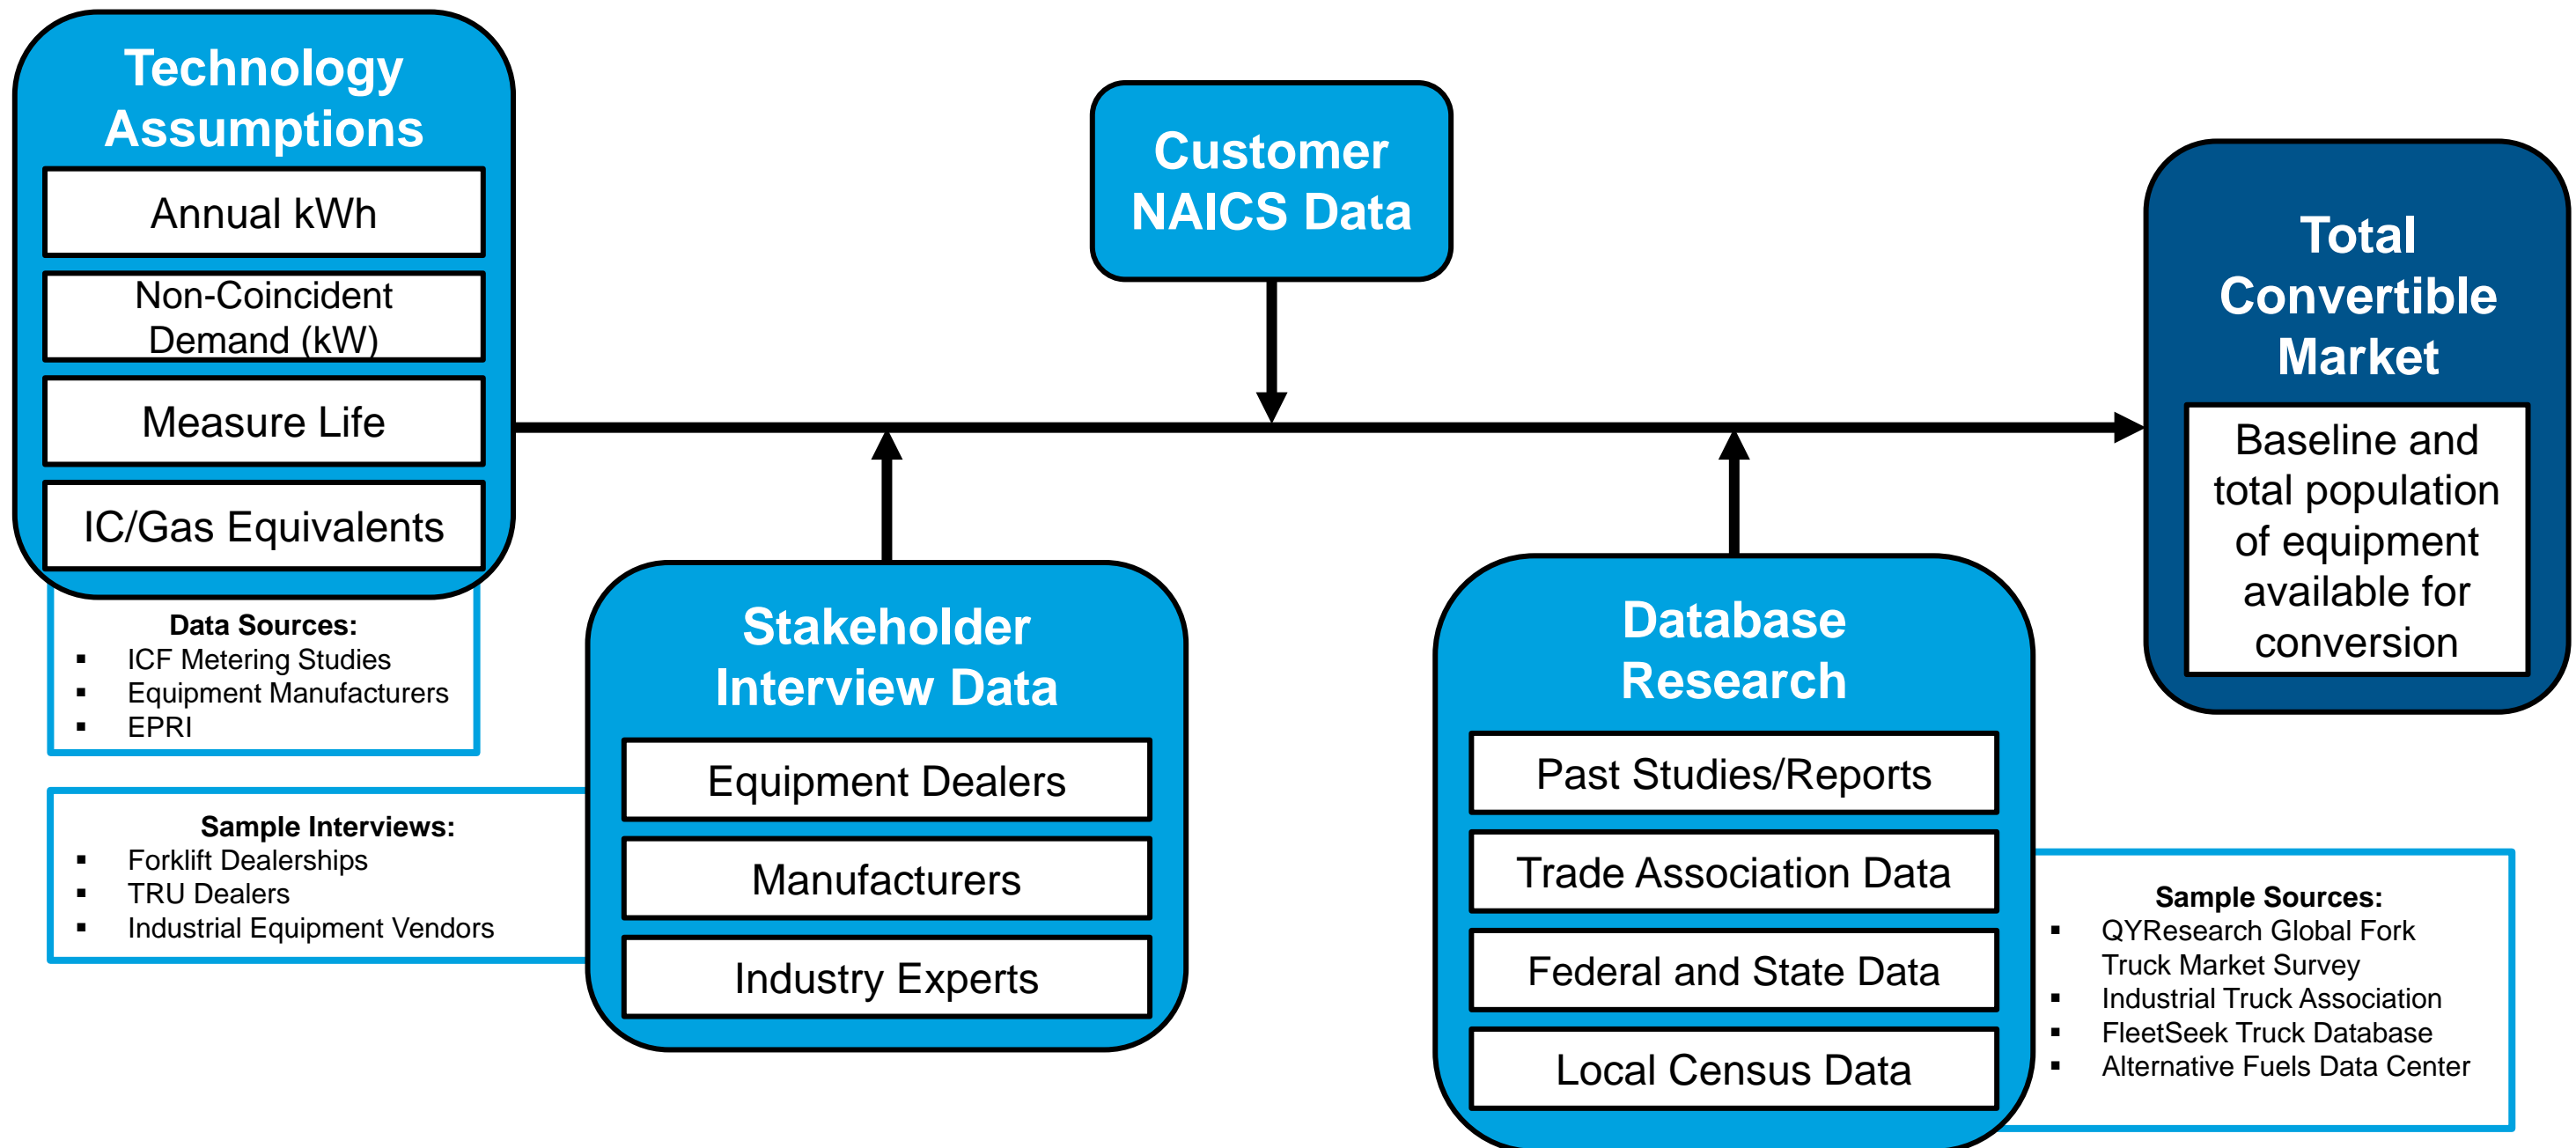 Technology
Assumptions
Annual kWh
Non-Coincident
Demand (kW)
Measure Life
IC/Gas Equivalents
Data Sources:
▪ ICF Metering Studies
▪ Equipment Manufacturers
▪ EPRI
Customer
NAICS Data
Stakeholder
Interview Data
Equipment Dealers
Manufacturers
Industry Experts
Sample Interviews:
▪ Forklift Dealerships
▪ TRU Dealers
▪ Industrial Equipment Vendors
Database
Research
Past Studies/Reports
Trade Association Data
Federal and State Data
Local Census Data
Sample Sources:
▪ QYResearch Global Fork
Truck Market Survey
▪ Industrial Truck Association
▪ FleetSeek Truck Database
▪ Alternative Fuels Data Center
Total
Convertible
Market
Baseline and
total population
of equipment
available for
conversion